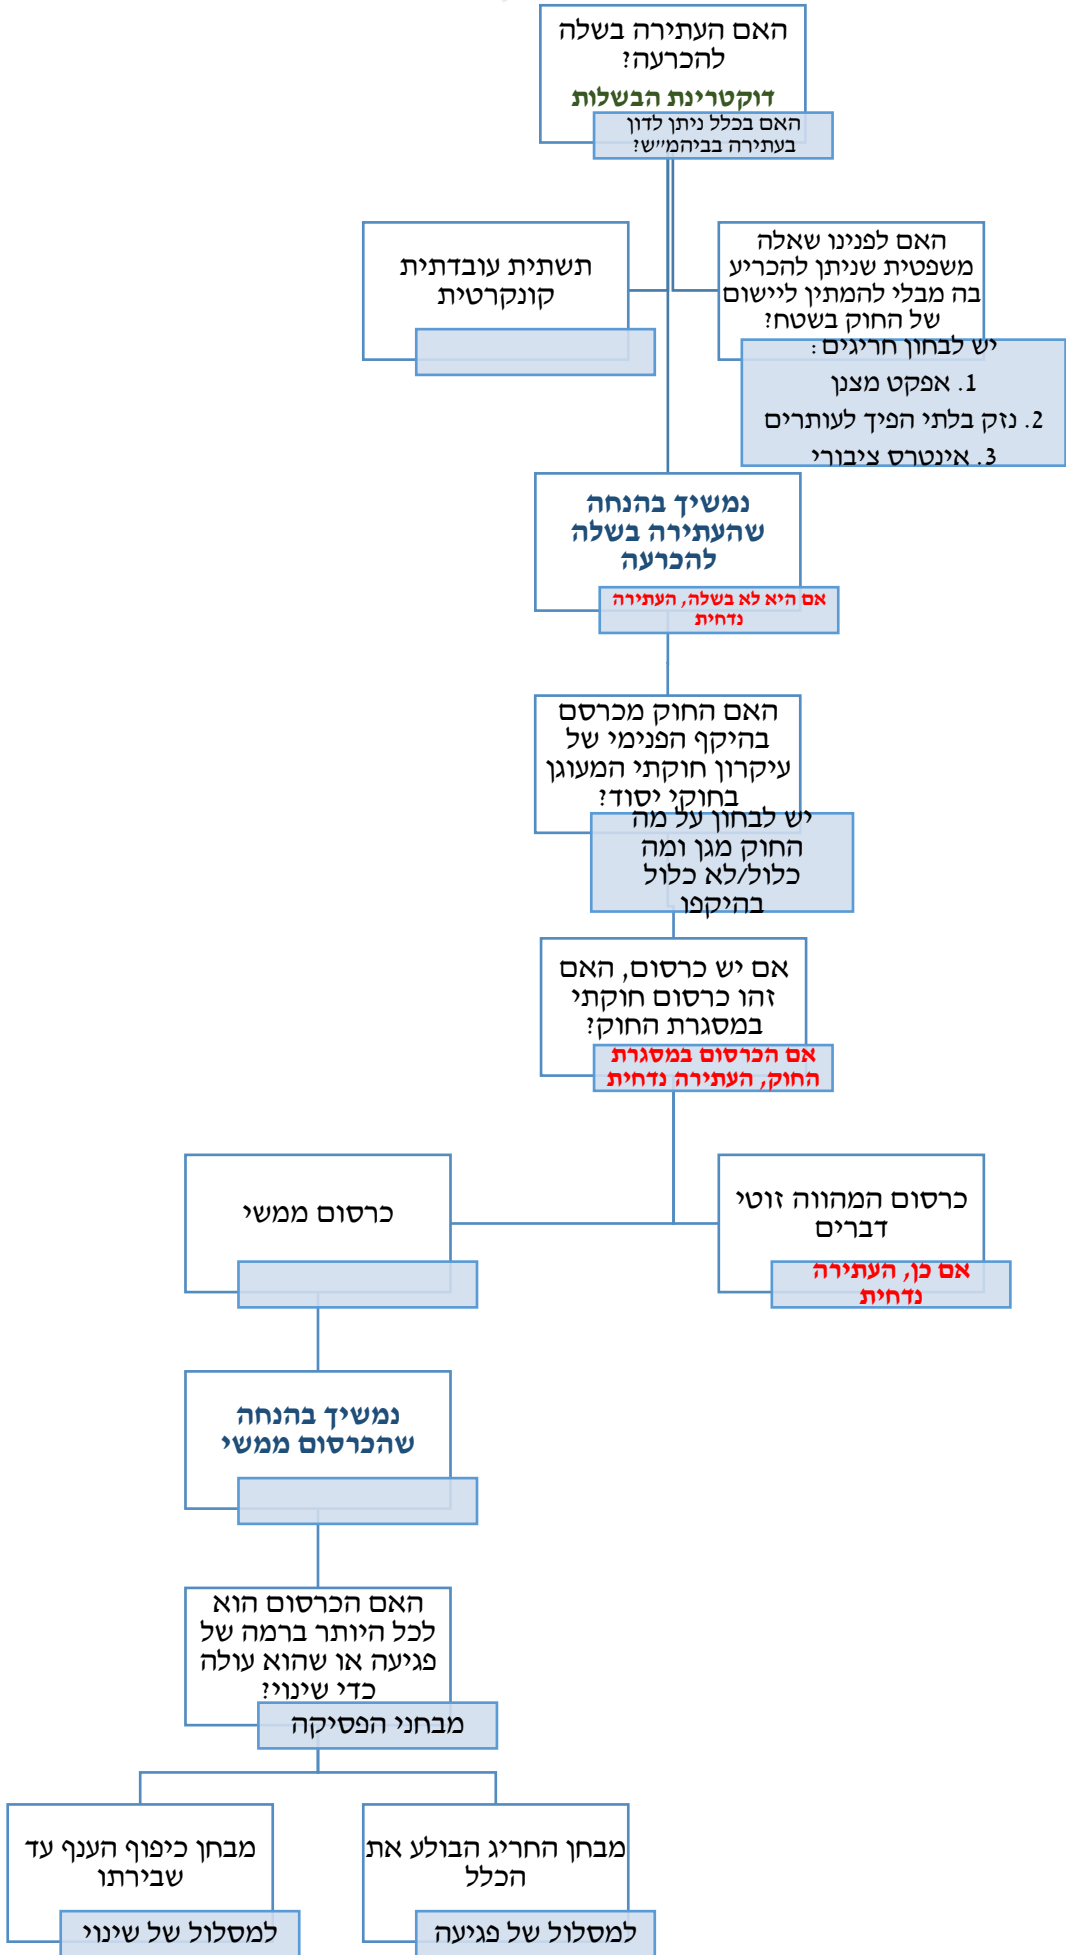 האם העתירה בשלה
להכרעה?
דוקטרינת הבשלות
האם בכלל ניתן לדון
בעתירה בביהמ״ש?
האם לפנינו שאלה
משפטית שניתן להכריע
בה מבלי להמתין ליישום
של החוק בשטח?
יש לבחון חריגים:
1. אפקט מצנן
2. נזק בלתי הפיך לעותרים
3. אינטרס ציבורי
תשתית עובדתית
קונקרטית
נמשיך בהנחה
שהעתירה בשלה
להכרעה
אם היא לא בשלה, העתירה
נדחית
האם החוק מכרסם
בהיקף הפנימי של
עיקרון חוקתי המעוגן
בחוקי יסוד?
יש לבחון על מה
החוק מגן ומה
כלול/לא כלול
בהיקפו
אם יש כרסום, האם
זהו כרסום חוקתי
במסגרת החוק?
אם הכרסום במסגרת
החוק, העתירה נדחית
כרסום המהווה זוטי
דברים
אם כן, העתירה
נדחית
כרסום ממשי
נמשיך בהנחה
שהכרסום ממשי
האם הכרסום הוא
לכל היותר ברמה של
פגיעה או שהוא עולה
כדי שינוי?
מבחני הפסיקה
מבחן החריג הבולע את
הכלל
למסלול של פגיעה
מבחן כיפוף הענף עד
שבירתו
למסלול של שינוי